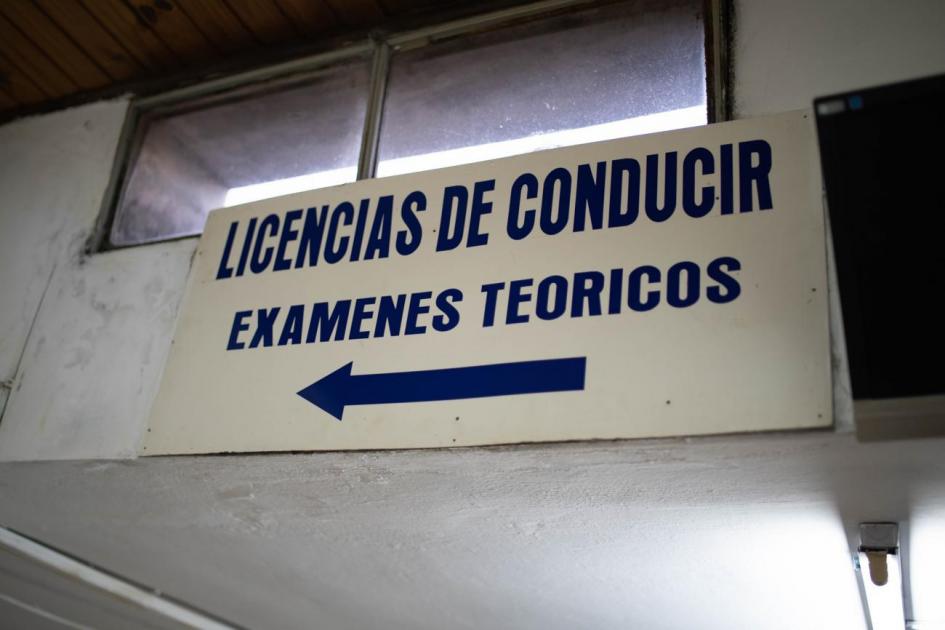 LICENCIAS DE CONDUCIR
EXAMENES TEORICOS